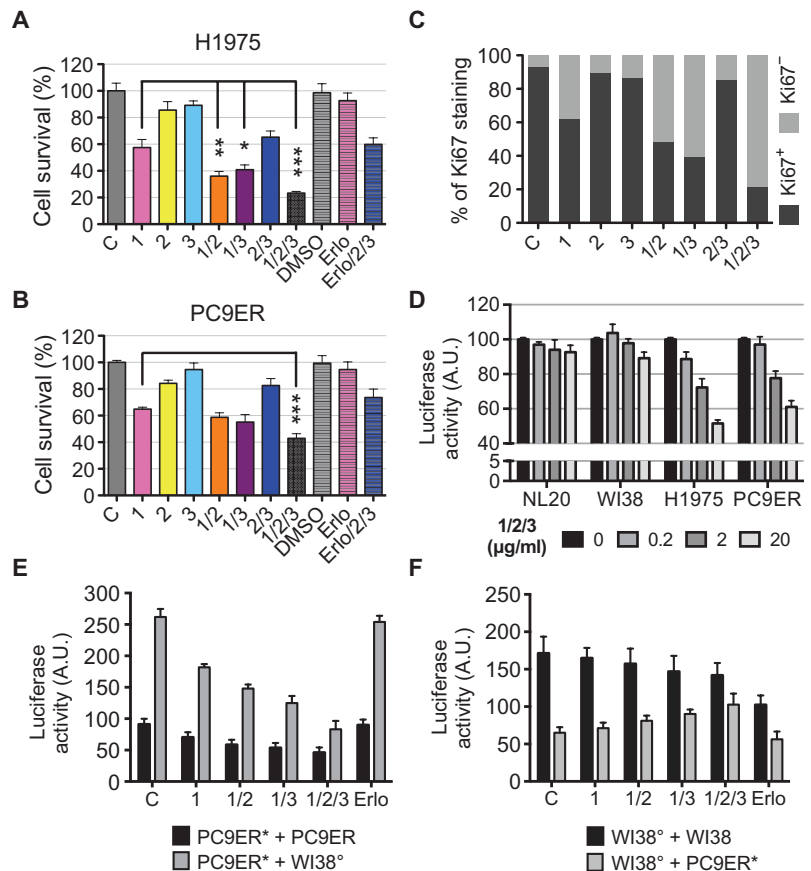 A
H1975
Cell survival (%)
120
100
80
60
40
20
0
**
*
***
C
1
2
3
1/2
1/3
2/3
1/2/3
DMSO
Erlo
Erlo/2/3
B
PC9ER
Cell survival (%)
120
100
80
60
40
20
0
***
C
1
2
3
1/2
1/3
2/3
1/2/3
DMSO
Erlo
Erlo/2/3
C
% of Ki67 staining
100
80
60
40
20
0
C
1
2
3
1/2
1/3
2/3
1/2/3
Ki67⁺
Ki67⁻
D
Luciferase
activity (A.U.)
120
100
80
60
40
5
0
NL20 WI38 H1975 PC9ER
1/2/3
(µg/ml)
0 0.2 2 20
E
Luciferase
activity (A.U.)
300
250
200
150
100
50
0
C 1 1/2 1/3 1/2/3 Erlo
PC9ER* + PC9ER
PC9ER* + WI38°
F
Luciferase
activity (A.U.)
250
200
150
100
50
0
C 1 1/2 1/3 1/2/3 Erlo
WI38° + WI38
WI38° + PC9ER*